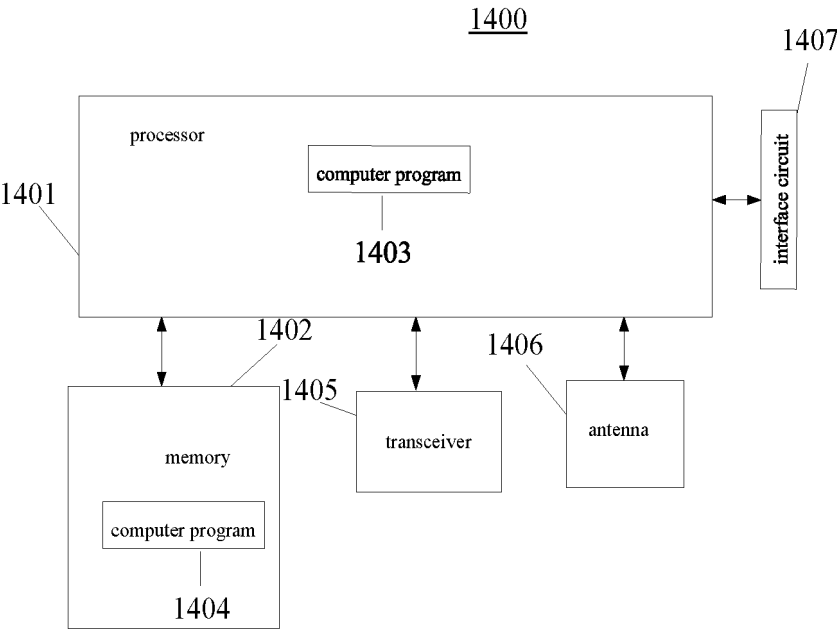 1400
1407
processor
computer program
1401
1403
interface circuit
1402
1406
1405
memory
transceiver
antenna
computer program
1404